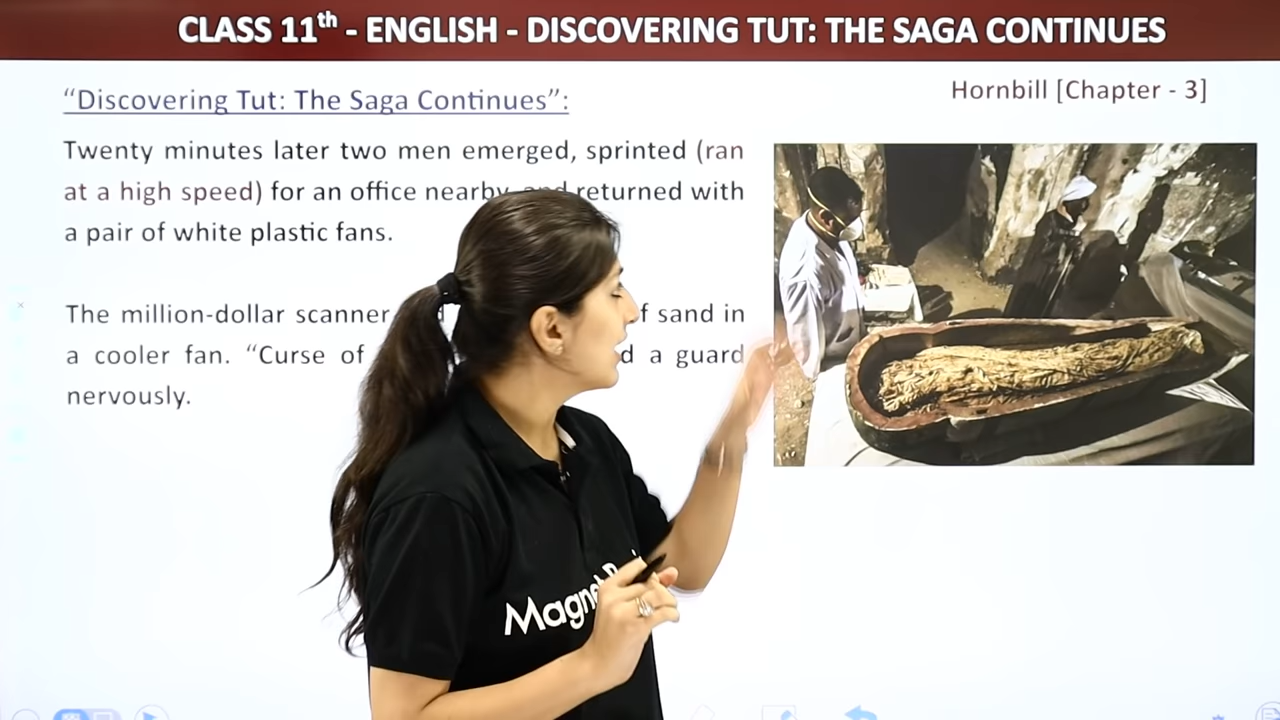 CLASS 11th - ENGLISH - DISCOVERING TUT: THE SAGA CONTINUES
Hornbill [Chapter - 3]
“Discovering Tut: The Saga Continues”:
Twenty minutes later two men emerged, sprinted (ran
at a high speed) for an office nearby, and returned with
a pair of white plastic fans.
The million-dollar scanner sand in
a cooler fan. “Curse of a guard
nervously.